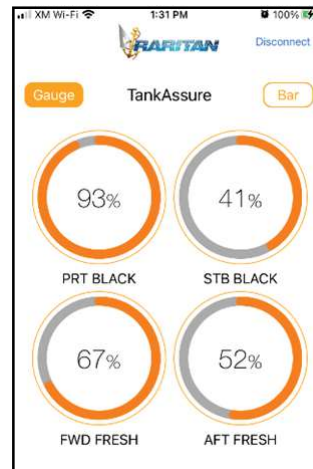 XM Wi-Fi 1:31 PM 100%
RARITAN Disconnect
Gauge TankAssure Bar
93% 41%
PRT BLACK STB BLACK
67% 52%
FWD FRESH AFT FRESH